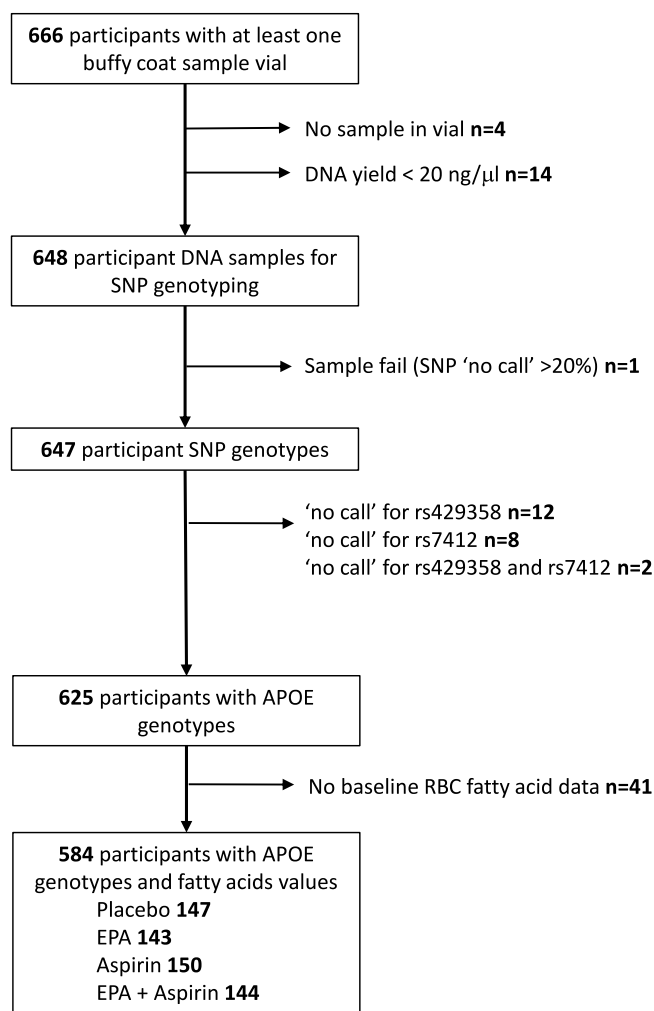 666 participants with at least one
buffy coat sample vial
No sample in vial n=4
DNA yield < 20 ng/μl n=14
648 participant DNA samples for
SNP genotyping
Sample fail (SNP ‘no call’ >20%) n=1
647 participant SNP genotypes
‘no call’ for rs429358 n=12
‘no call’ for rs7412 n=8
‘no call’ for rs429358 and rs7412 n=2
625 participants with APOE
genotypes
No baseline RBC fatty acid data n=41
584 participants with APOE
genotypes and fatty acids values
Placebo 147
EPA 143
Aspirin 150
EPA + Aspirin 144